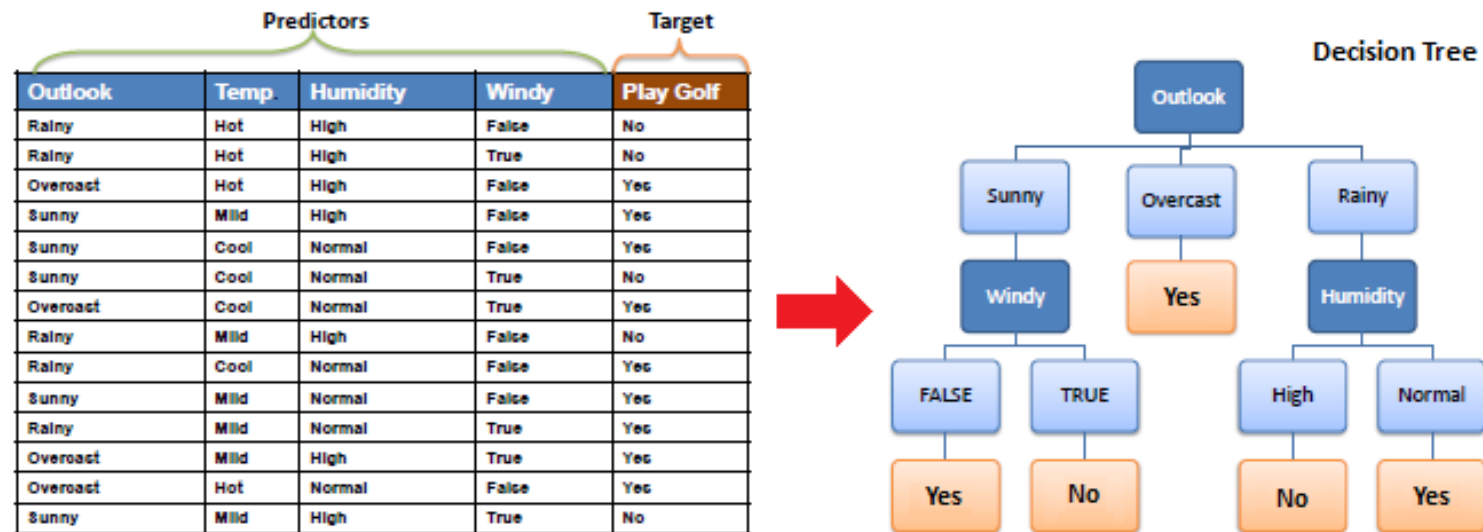 Predictors Target
Outlook Temp. Humidity Windy Play Golf
Rainy Hot High False No
Rainy Hot High True No
Overcast Hot High False Yes
Sunny Mild High False Yes
Sunny Cool Normal False Yes
Sunny Cool Normal True No
Overcast Cool Normal True Yes
Rainy Mild High False No
Rainy Cool Normal False Yes
Sunny Mild Normal False Yes
Rainy Mild Normal True Yes
Overcast Mild High True Yes
Overcast Hot Normal False Yes
Sunny Mild High True No
Decision Tree
Outlook
Sunny Overcast Rainy
Windy Yes Humidity
FALSE TRUE High Normal
Yes No No Yes